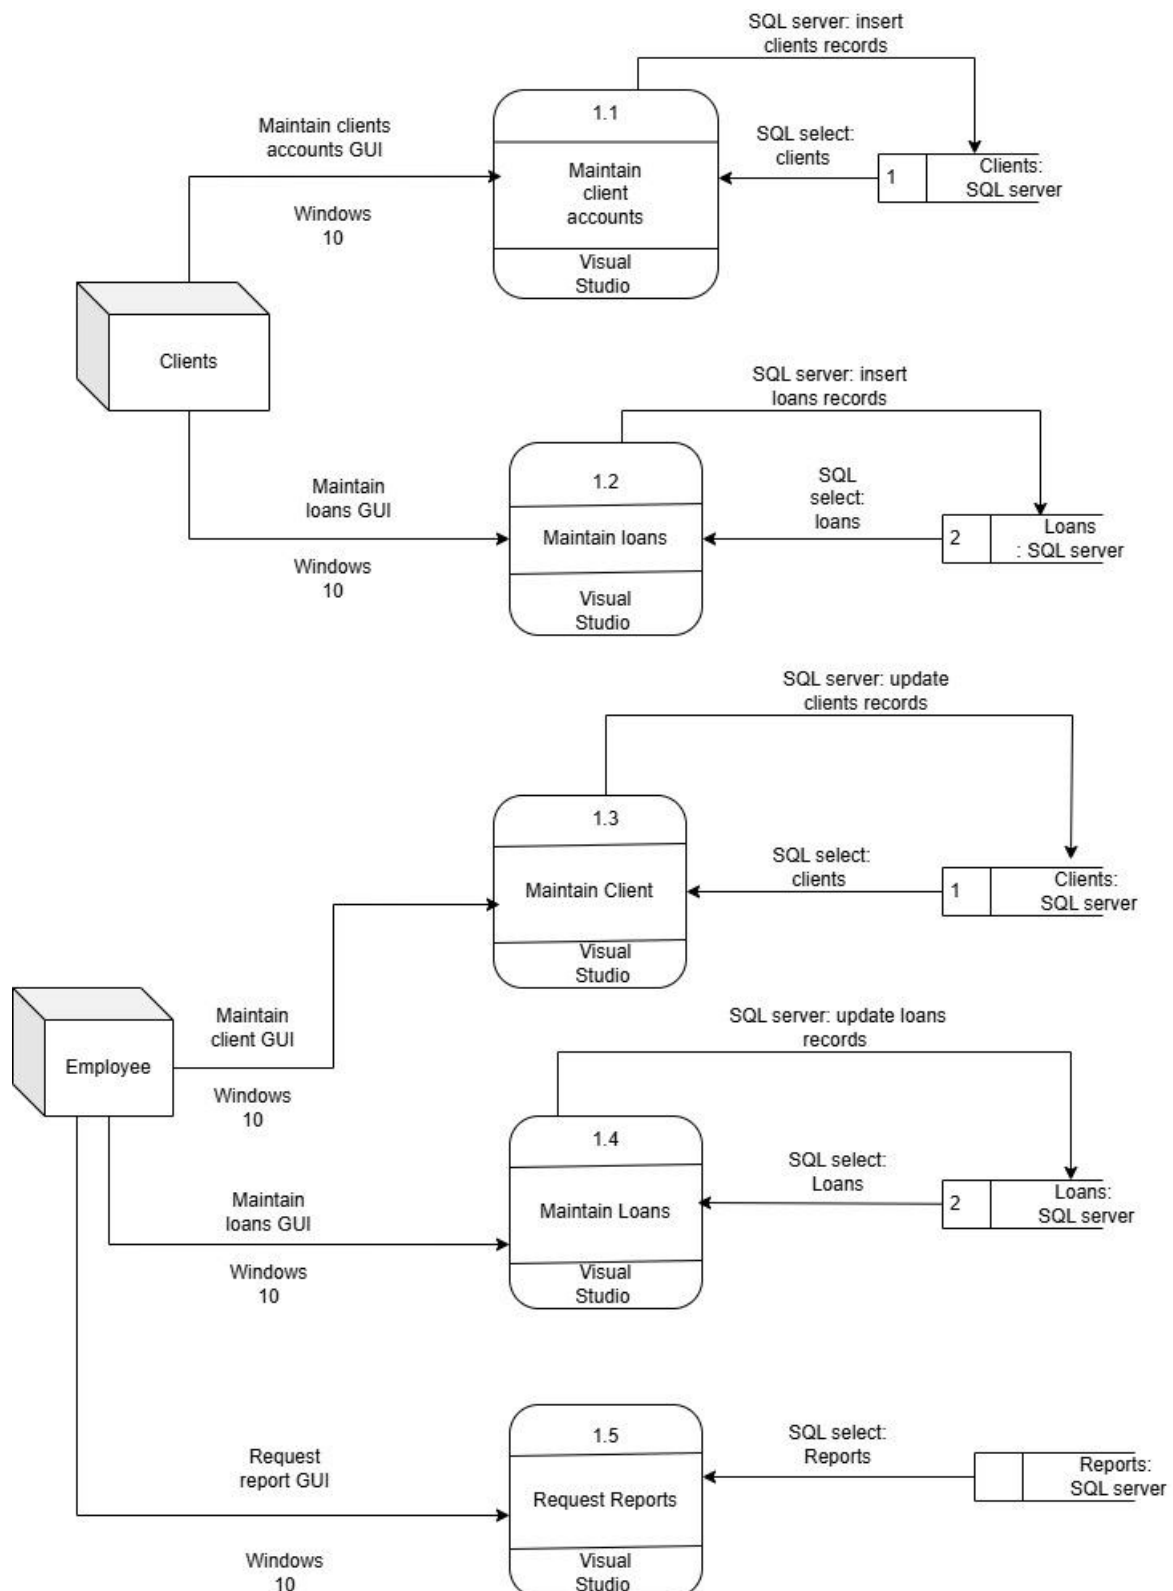 SQL server: insert
clients records
1.1
Maintain clients
accounts GUI
SQL select:
clients
Maintain
client
accounts
1
Clients:
SQL server
Windows
10
Visual
Studio
Clients
SQL server: insert
loans records
1.2
Maintain
loans GUI
SQL
select:
loans
Maintain loans
2
Loans
: SQL server
Windows
10
Visual
Studio
SQL server: update
clients records
1.3
SQL select:
clients
Maintain Client
1
Clients:
SQL server
Visual
Studio
Maintain
client GUI
Employee
Windows
10
SQL server: update loans
records
1.4
SQL select:
Loans
Maintain
loans GUI
Maintain Loans
2
Loans:
SQL server
Windows
10
Visual
Studio
1.5
SQL select:
Reports
Request
report GUI
Request Reports
Reports:
SQL server
Windows
10
Visual
Studio